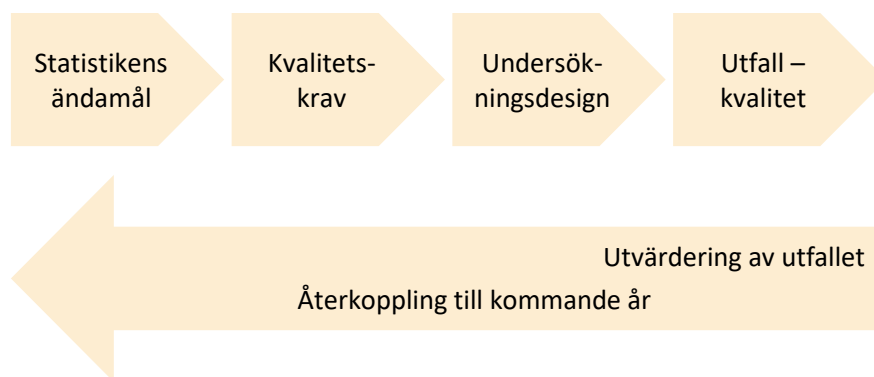 Statistikens
ändamål
Kvalitets-
krav
Undersök-
ningsdesign
Utfall –
kvalitet
Utvärdering av utfallet
Återkoppling till kommande år